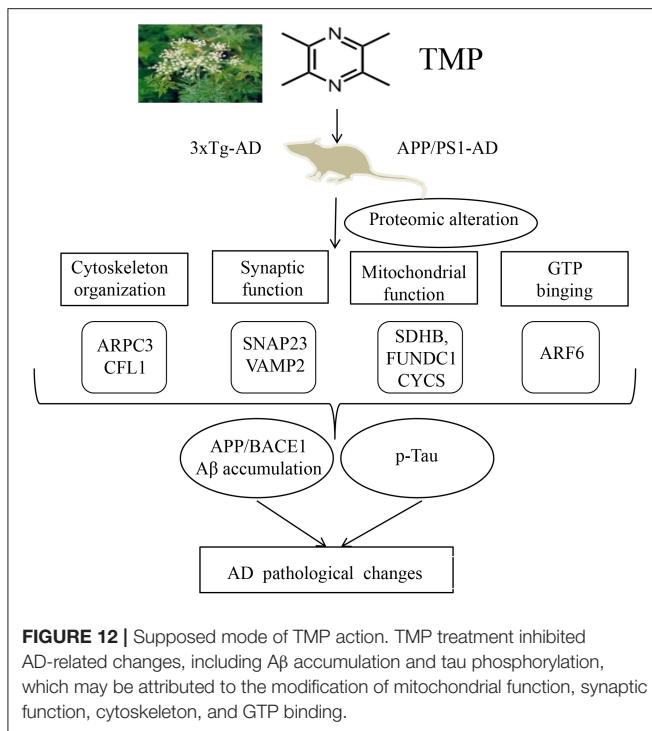 N
N
TMP
3xTg-AD
APP/PS1-AD
Proteomic alteration
Cytoskeleton
organization
Synaptic
function
Mitochondrial
function
GTP
binging
ARPC3
CFL1
SNAP23
VAMP2
SDHB,
FUNDC1
CYCS
ARF6
APP/BACE1
Aβ accumulation
p-Tau
AD pathological changes
FIGURE 12 | Supposed mode of TMP action. TMP treatment inhibited
AD-related changes, including Aβ accumulation and tau phosphorylation,
which may be attributed to the modification of mitochondrial function, synaptic
function, cytoskeleton, and GTP binding.